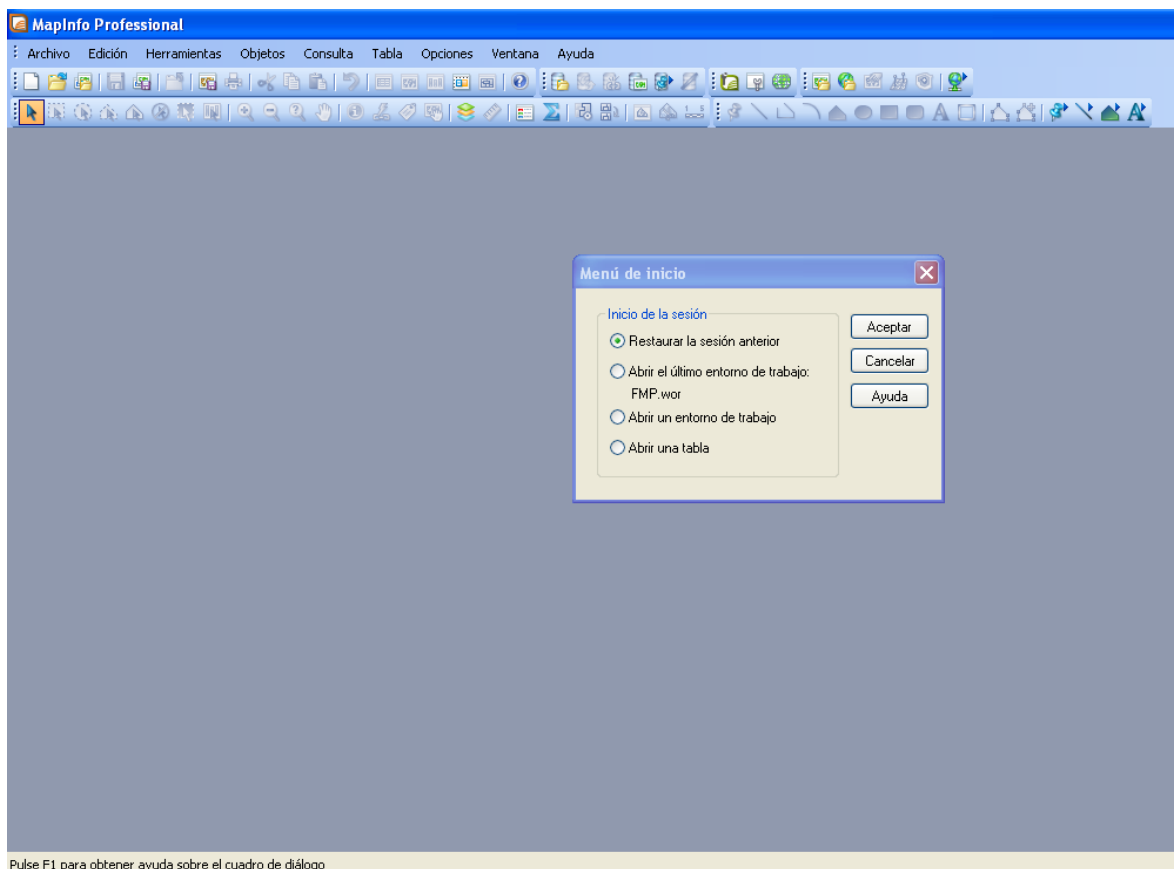 MapInfo Professional
Archivo Edición Herramientas Objetos Consulta Tabla Opciones Ventana Ayuda
Menú de inicio
Inicio de la sesión
Restaurar la sesión anterior
Abrir el último entorno de trabajo:
FMP.wor
Abrir un entorno de trabajo
Abrir una tabla
Aceptar
Cancelar
Ayuda
Pulse F1 para obtener ayuda sobre el cuadro de diálogo